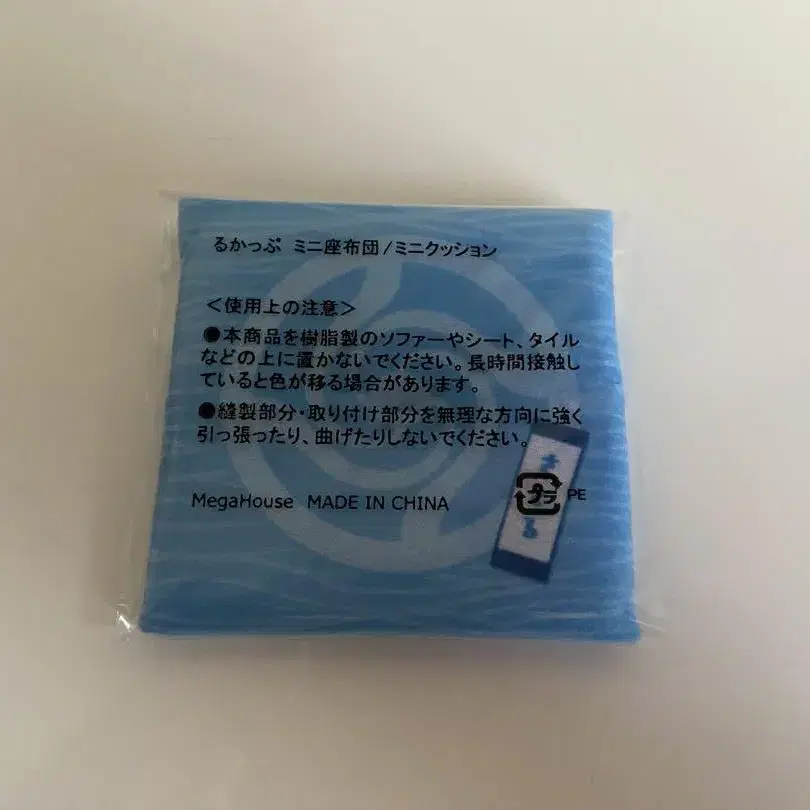 るかっぷ ミニ座布団/ミニクッション
＜使用上の注意＞
●本商品を樹脂製のソファーやシート、タイル
などの上に置かないでください。長時間接触し
ていると色が移る場合があります。
●縫製部分・取り付け部分を無理な方向に強く
引っ張ったり、曲げたりしないでください。
MegaHouse MADE IN CHINA
プラ PE
る